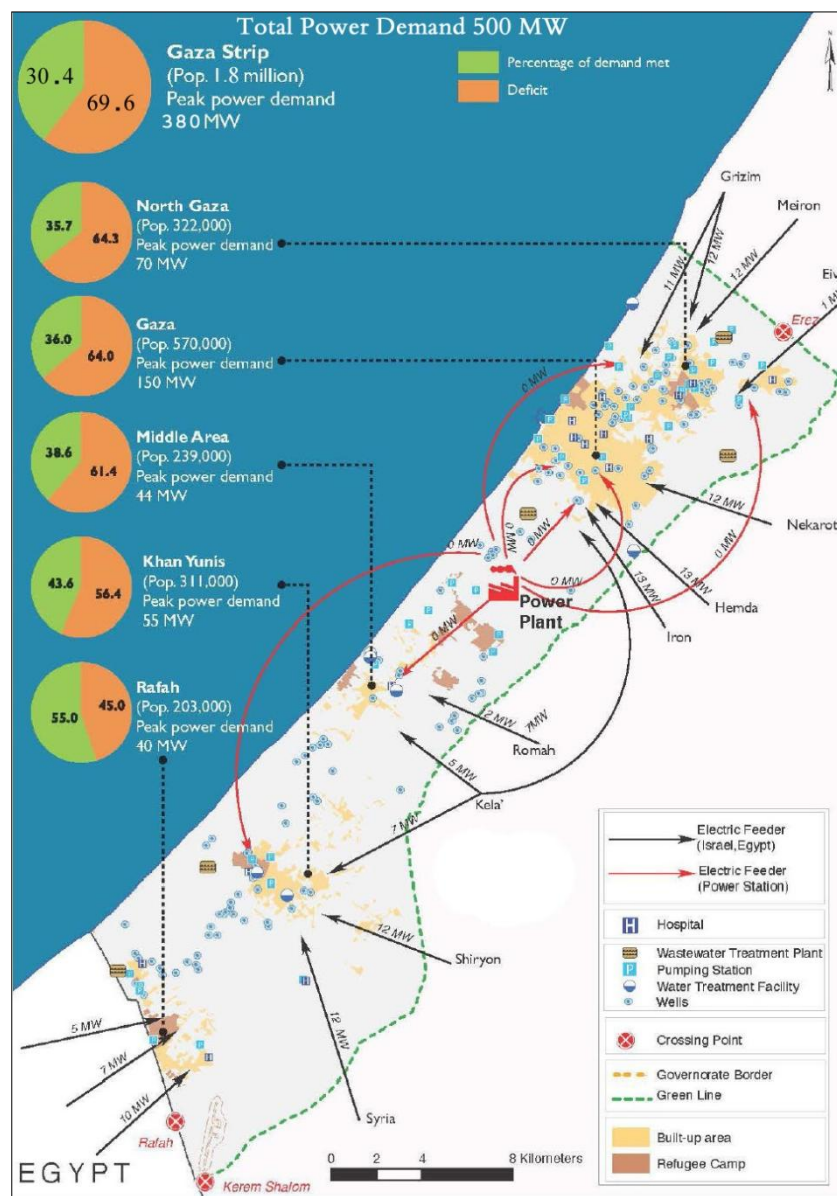 Total Power Demand 500 MW
Gaza Strip
(Pop. 1.8 million)
Peak power demand
380 MW
30.4
69.6
Percentage of demand met
Deficit
North Gaza
(Pop. 322,000)
Peak power demand
70 MW
35.7
64.3
Gaza
(Pop. 570,000)
Peak power demand
150 MW
36.0
64.0
Middle Area
(Pop. 239,000)
Peak power demand
44 MW
38.6
61.4
Khan Yunis
(Pop. 311,000)
Peak power demand
55 MW
43.6
56.4
Rafah
(Pop. 203,000)
Peak power demand
40 MW
55.0
45.0
Grizim
Meiron
11 MW
12 MW
12 MW
Erez
0 MW
12 MW
Nekarot
0 MW
0 MW
0 MW
0 MW
0 MW
13 MW
13 MW
Hemda
Iron
Power
Plant
0 MW
12 MW
7MW
Romah
5 MW
Kela'
7 MW
12 MW
Shiryon
12 MW
Syria
5 MW
7 MW
10 MW
Rafah
EGYPT
Kerem Shalom
0 2 4 8 Kilometers
Electric Feeder
(Israel,Egypt)
Electric Feeder
(Power Station)
H Hospital
Wastewater Treatment Plant
P Pumping Station
Water Treatment Facility
Wells
Crossing Point
Governorate Border
Green Line
Built-up area
Refugee Camp